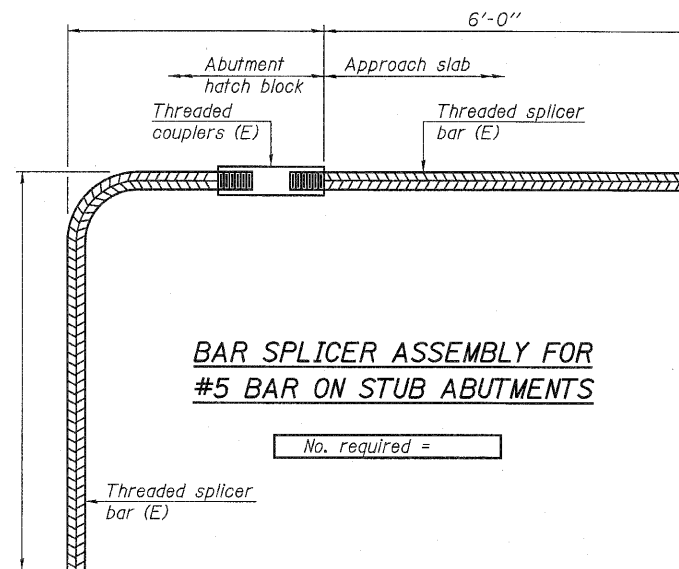 6'-0"
Abutment
hatch block
Approach slab
Threaded
couplers (E)
Threaded splicer
bar (E)
BAR SPLICER ASSEMBLY FOR
#5 BAR ON STUB ABUTMENTS
No. required =
Threaded splicer
bar (E)